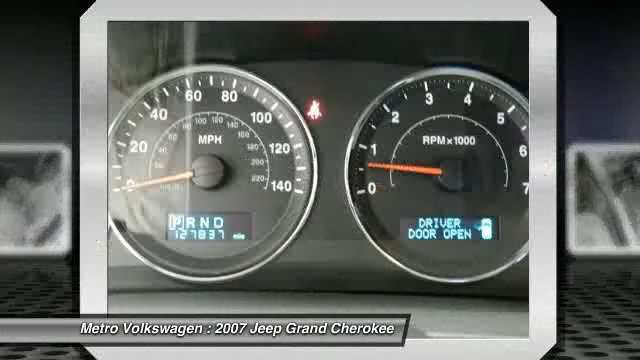 20 40 60 80 100 120 140
MPH
P R N D
127837 mi
0 1 2 3 4 5 6 7
RPM×1000
DRIVER
DOOR OPEN
Metro Volkswagen : 2007 Jeep Grand Cherokee